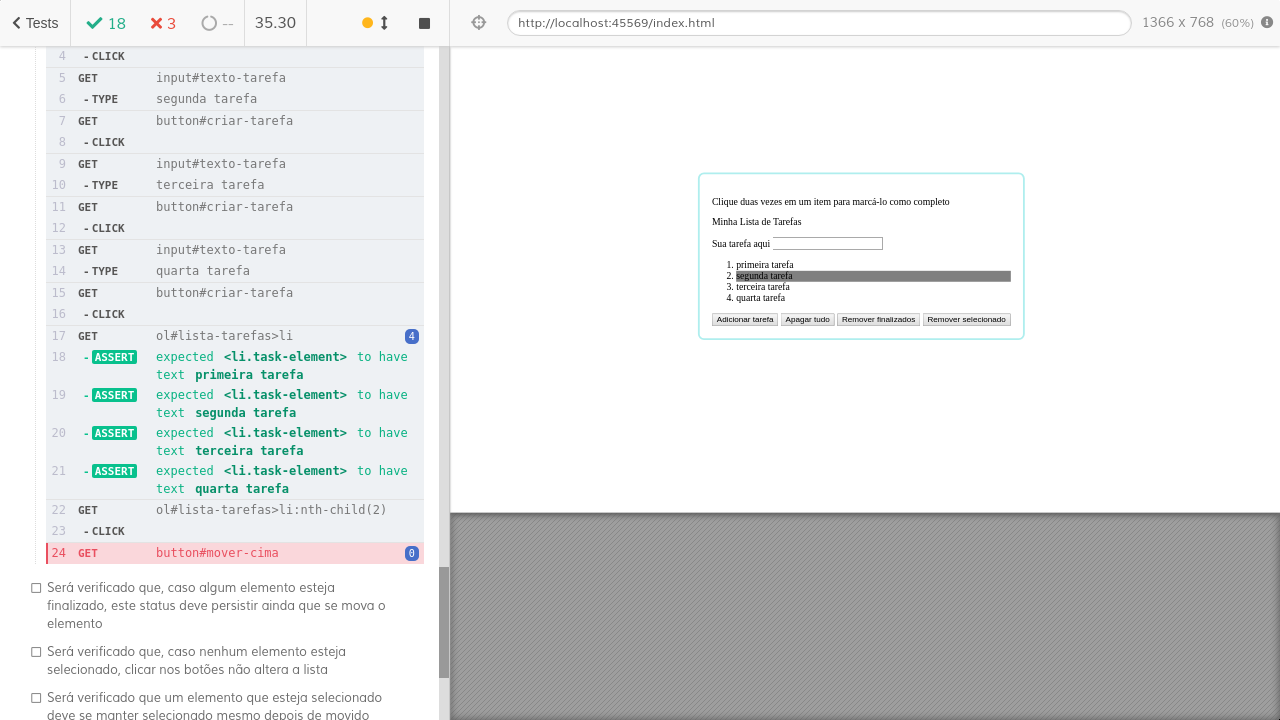 Tests 18 3 -- 35.30
http://localhost:45569/index.html 1366 x 768 (60%)
4 - CLICK
5 GET input#texto-tarefa
6 - TYPE segunda tarefa
7 GET button#criar-tarefa
8 - CLICK
9 GET input#texto-tarefa
10 - TYPE terceira tarefa
11 GET button#criar-tarefa
12 - CLICK
13 GET input#texto-tarefa
14 - TYPE quarta tarefa
15 GET button#criar-tarefa
16 - CLICK
17 GET ol#lista-tarefas>li 4
18 - ASSERT expected <li.task-element> to have
text primeira tarefa
19 - ASSERT expected <li.task-element> to have
text segunda tarefa
20 - ASSERT expected <li.task-element> to have
text terceira tarefa
21 - ASSERT expected <li.task-element> to have
text quarta tarefa
22 GET ol#lista-tarefas>li:nth-child(2)
23 - CLICK
24 GET button#mover-cima 0
Será verificado que, caso algum elemento esteja
finalizado, este status deve persistir ainda que se mova o
elemento
Será verificado que, caso nenhum elemento esteja
selecionado, clicar nos botões não altera a lista
Será verificado que um elemento que esteja selecionado
deve se manter selecionado mesmo depois de movido
Clique duas vezes em um item para marcá-lo como completo
Minha Lista de Tarefas
Sua tarefa aqui
1. primeira tarefa
2. segunda tarefa
3. terceira tarefa
4. quarta tarefa
Adicionar tarefa Apagar tudo Remover finalizados Remover selecionado